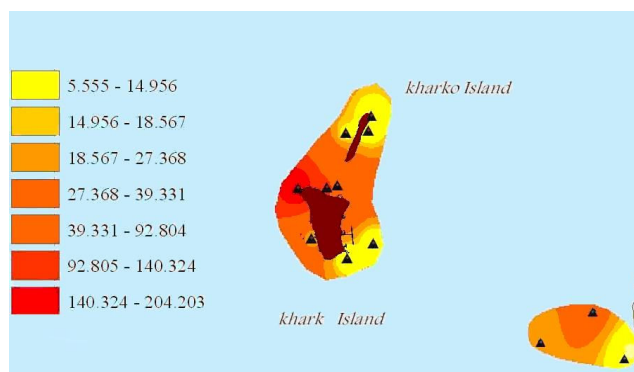 kharko Island
5.555 - 14.956
14.956 - 18.567
18.567 - 27.368
27.368 - 39.331
39.331 - 92.804
92.805 - 140.324
140.324 - 204.203
khark Island